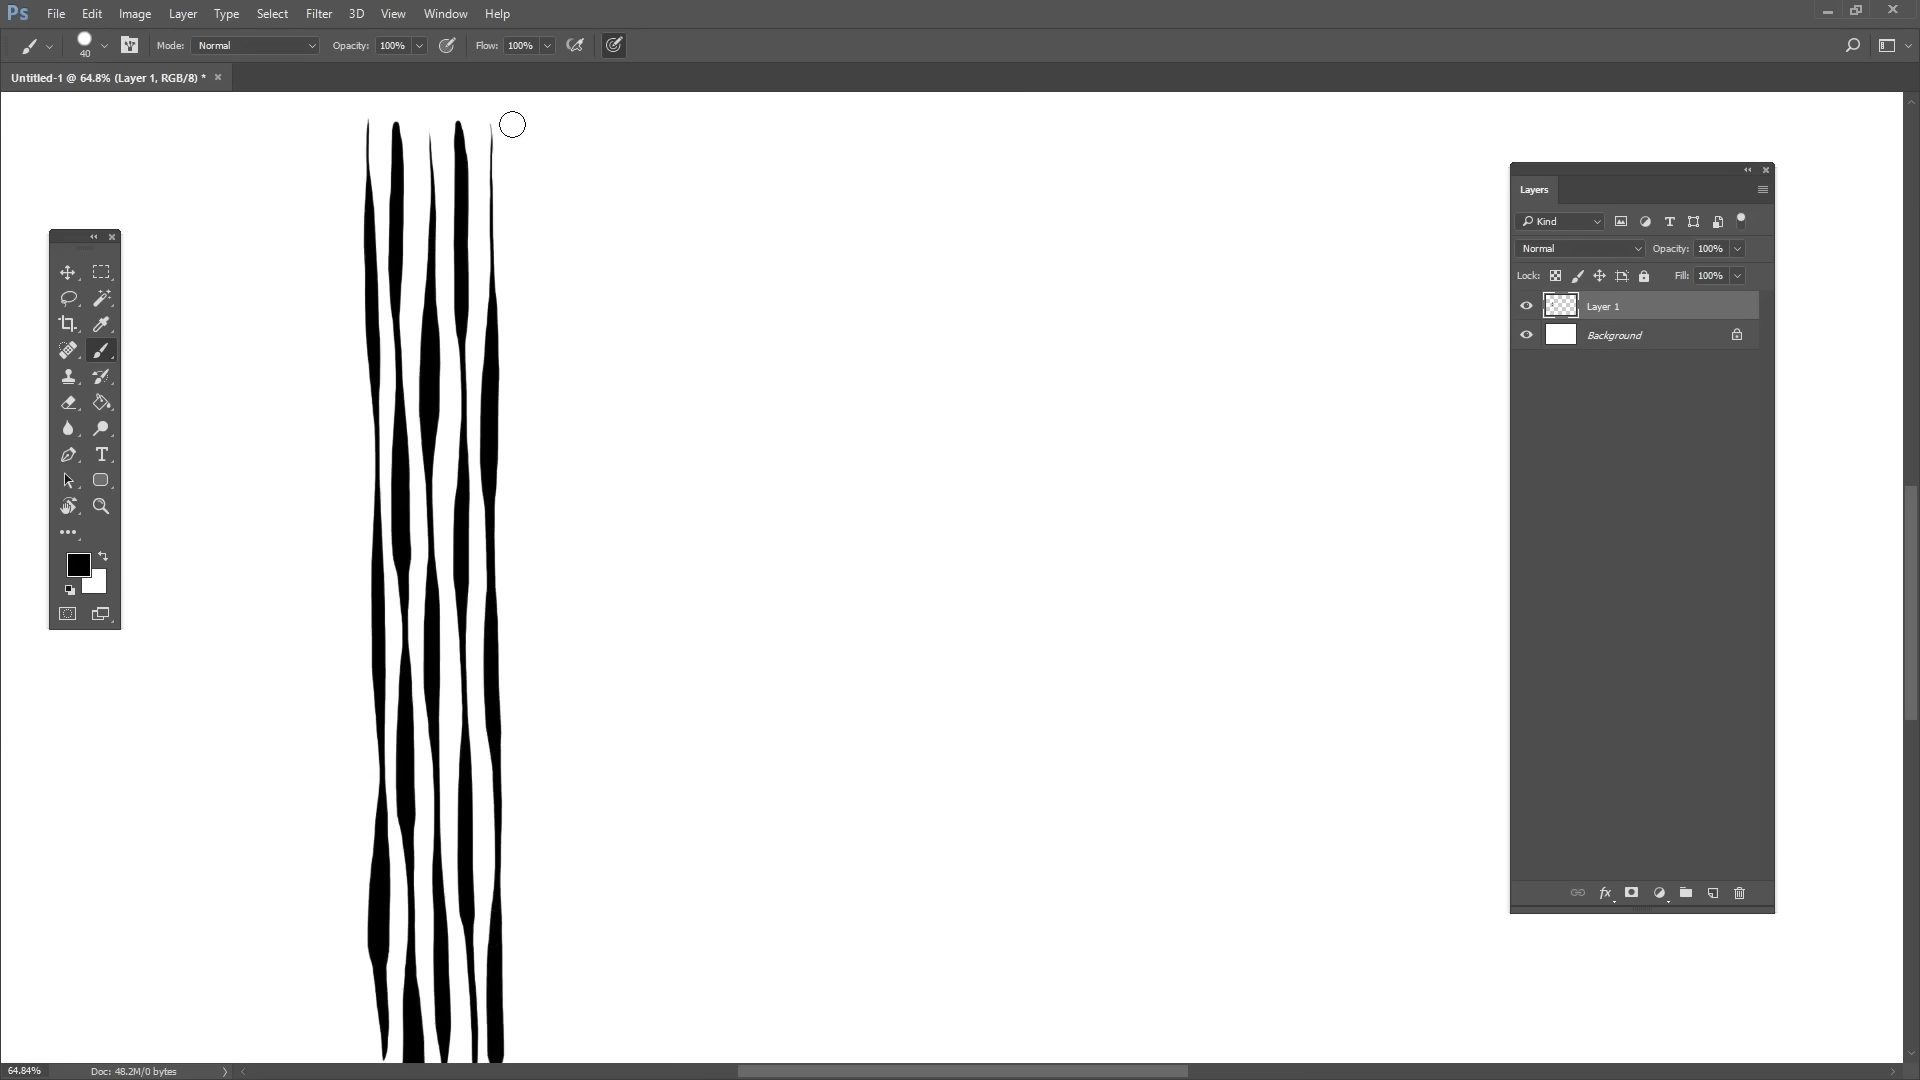 Ps File Edit Image Layer Type Select Filter 3D View Window Help
40 Mode: Normal Opacity: 100% Flow: 100%
Untitled-1 @ 64.8% (Layer 1, RGB/8) *
Layers
Kind
Normal Opacity: 100%
Lock: Fill: 100%
Layer 1
Background
fx
64.84% Doc: 48.2M/0 bytes